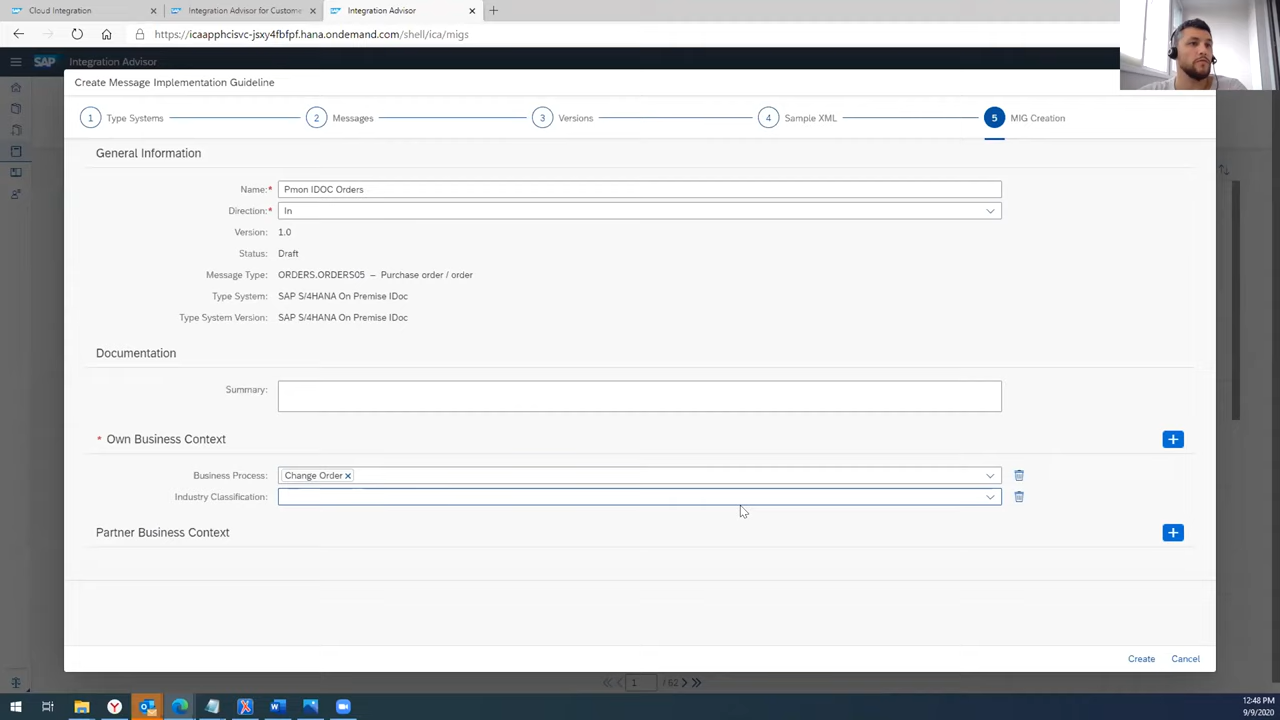 Cloud Integration
Integration Advisor for Custome
Integration Advisor
https://icaapphcisvc-jsxy4fbfpf.hana.ondemand.com/shell/ica/migs
SAP Integration Advisor
Create Message Implementation Guideline
1 Type Systems 2 Messages 3 Versions 4 Sample XML 5 MIG Creation
General Information
Name:* Pmon IDOC Orders
Direction:* In
Version: 1.0
Status: Draft
Message Type: ORDERS.ORDERS05 – Purchase order / order
Type System: SAP S/4HANA On Premise IDoc
Type System Version: SAP S/4HANA On Premise IDoc
Documentation
Summary:
* Own Business Context
Business Process: Change Order
Industry Classification:
Partner Business Context
Create Cancel
1 / 62
12:48 PM
9/9/2020